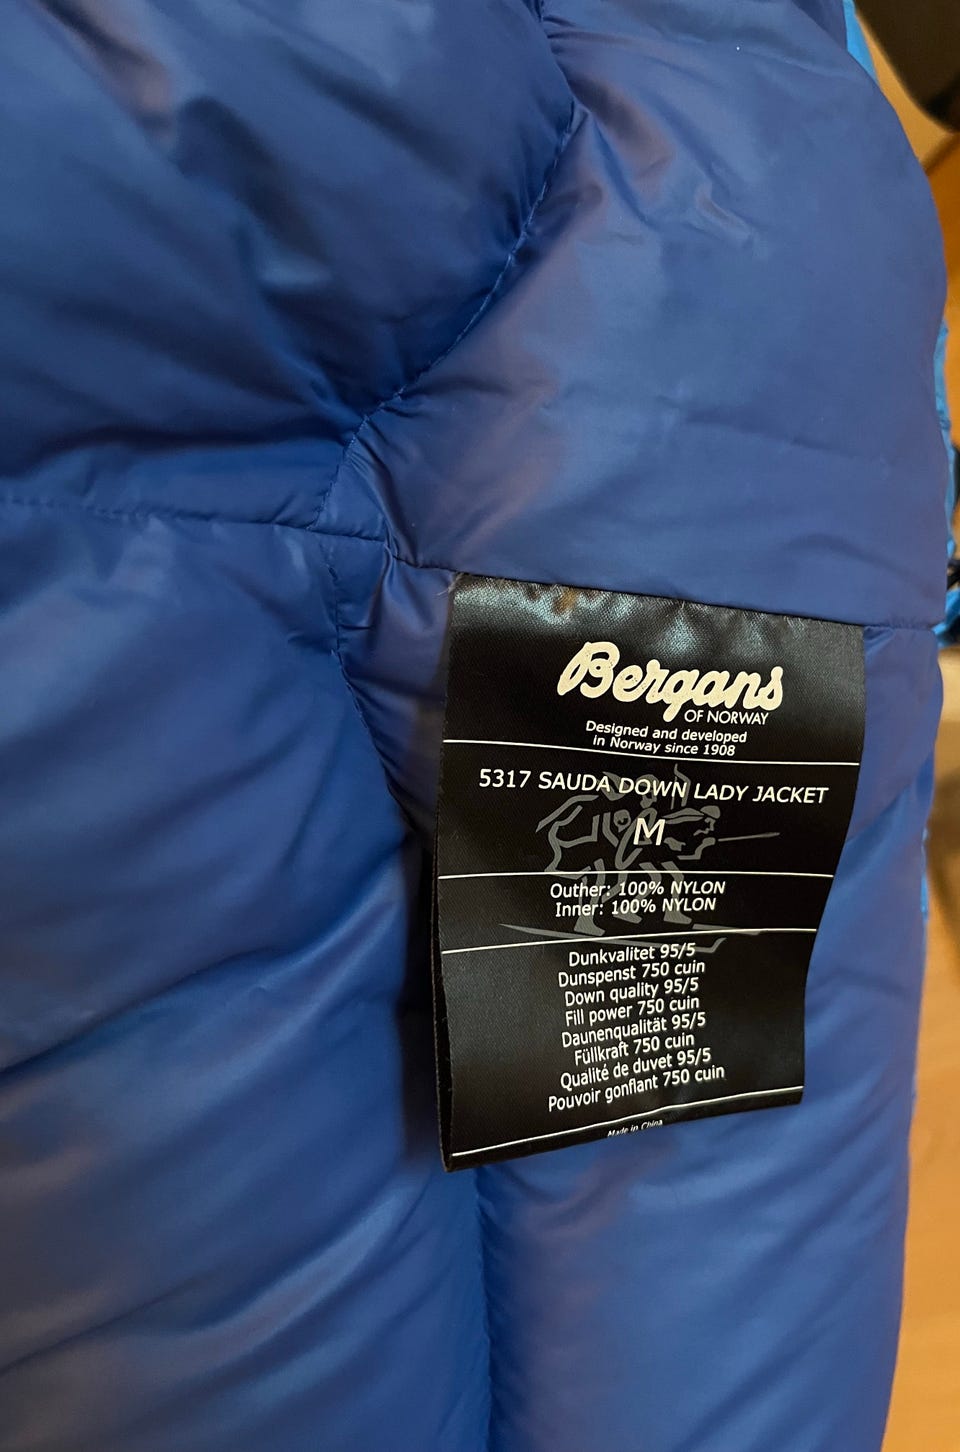 Bergans
OF NORWAY
Designed and developed
in Norway since 1908
5317 SAUDA DOWN LADY JACKET
M
Outher: 100% NYLON
Inner: 100% NYLON
Dunkvalitet 95/5
Dunspenst 750 cuin
Down quality 95/5
Fill power 750 cuin
Daunenqualität 95/5
Füllkraft 750 cuin
Qualité de duvet 95/5
Pouvoir gonflant 750 cuin
Made in China